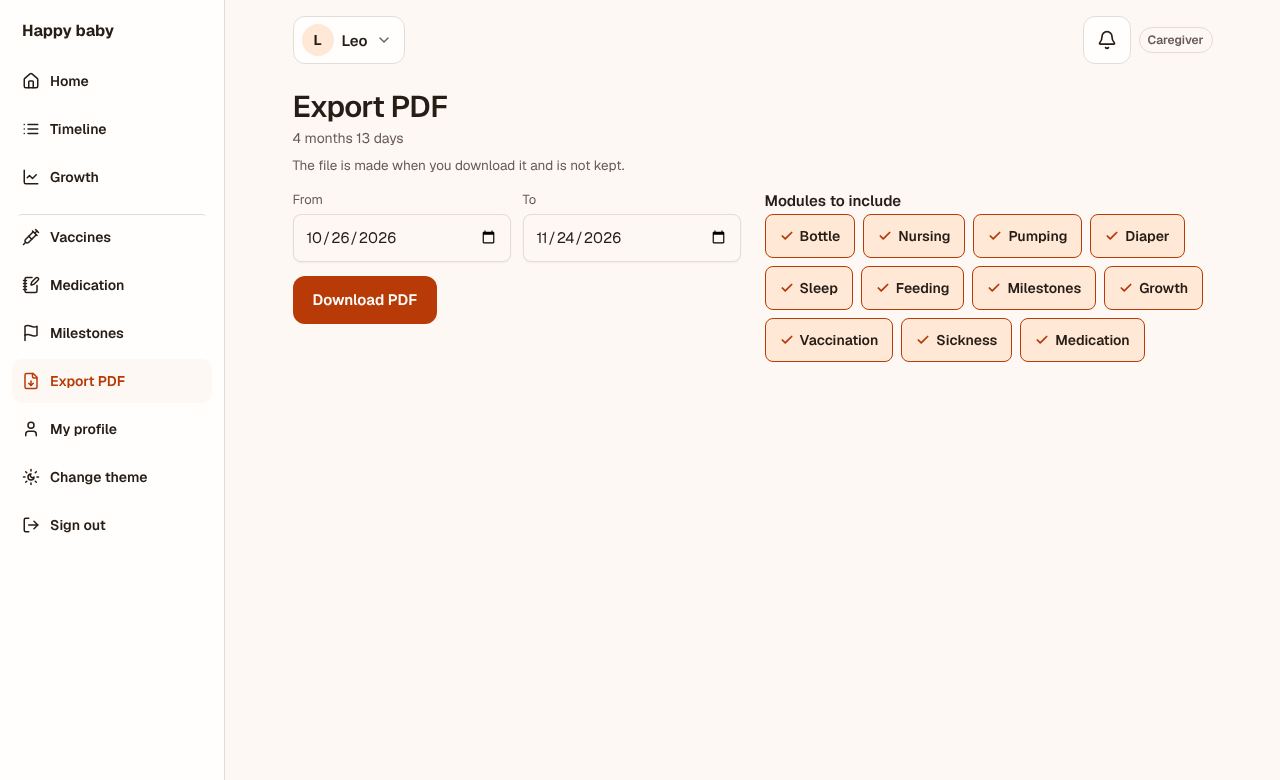 Happy baby
Home
Timeline
Growth
Vaccines
Medication
Milestones
Export PDF
My profile
Change theme
Sign out
L Leo
Caregiver
Export PDF
4 months 13 days
The file is made when you download it and is not kept.
From To
10/26/2026 11/24/2026
Download PDF
Modules to include
Bottle Nursing Pumping Diaper
Sleep Feeding Milestones Growth
Vaccination Sickness Medication